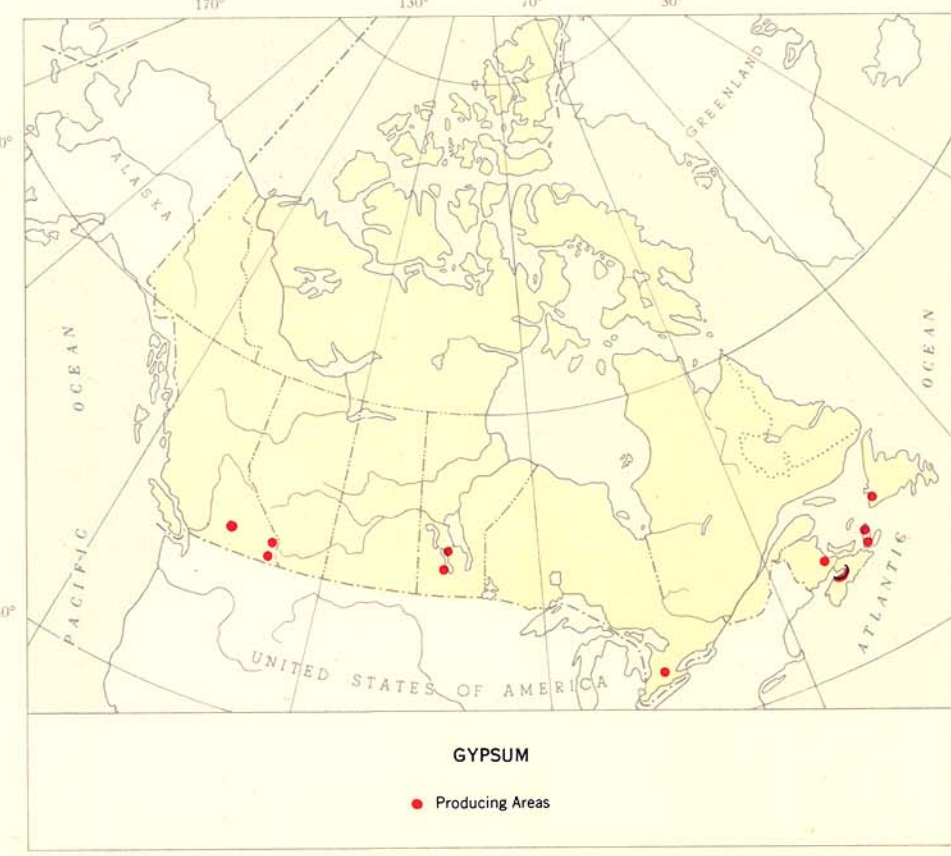 170°
130°
70°
30°
GREENLAND
ALASKA
OCEAN
OCEAN
PACIFIC
ATLANTIC
UNITED STATES OF AMERICA
GYPSUM
Producing Areas